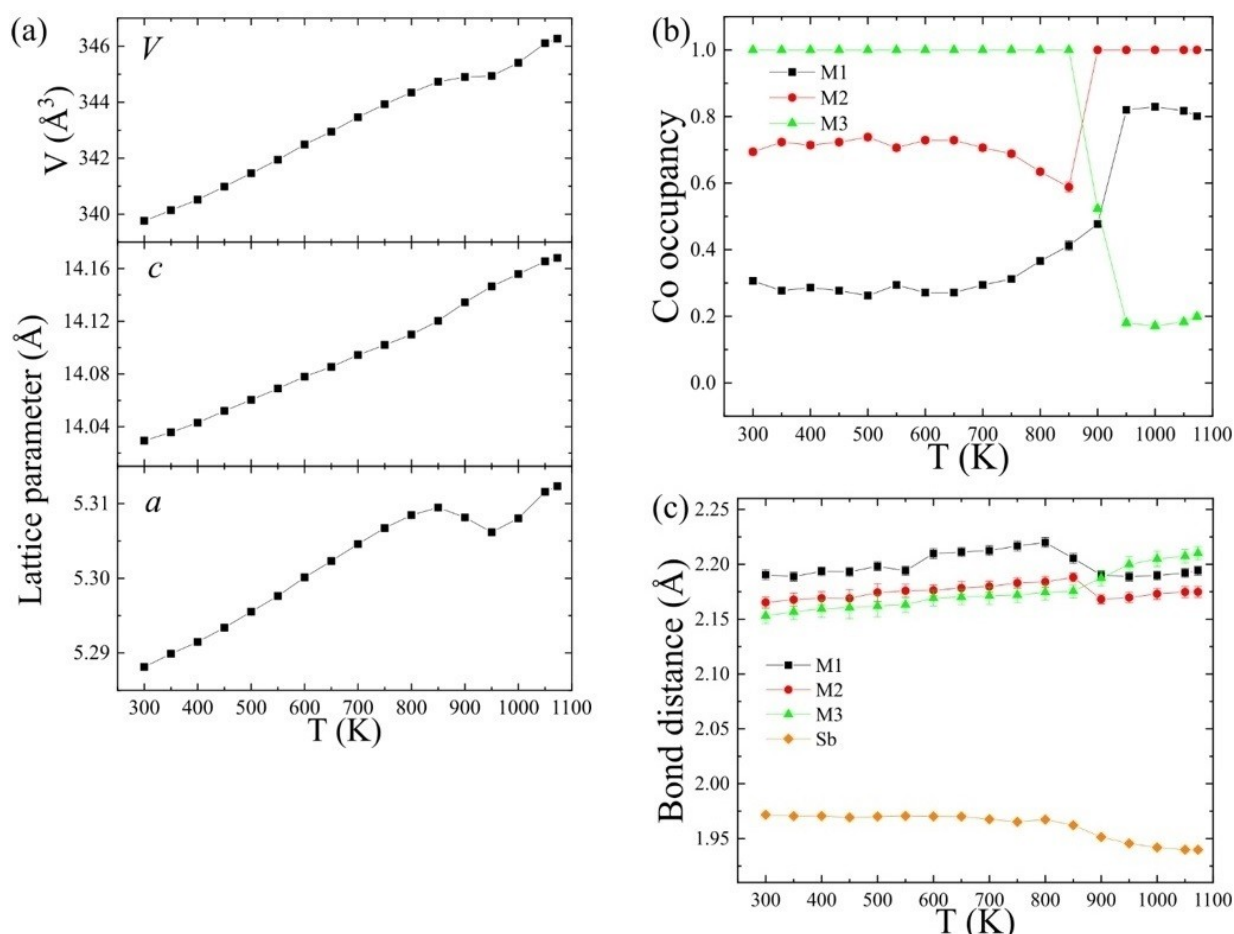 (a)
V
V (Å³)
346
344
342
340
c
Lattice parameter (Å)
14.16
14.12
14.08
14.04
a
5.31
5.30
5.29
300 400 500 600 700 800 900 1000 1100
T (K)
(b)
Co occupancy
1.0
0.8
0.6
0.4
0.2
0.0
M1
M2
M3
300 400 500 600 700 800 900 1000 1100
T (K)
(c)
Bond distance (Å)
2.25
2.20
2.15
2.10
2.05
2.00
1.95
M1
M2
M3
Sb
300 400 500 600 700 800 900 1000 1100
T (K)